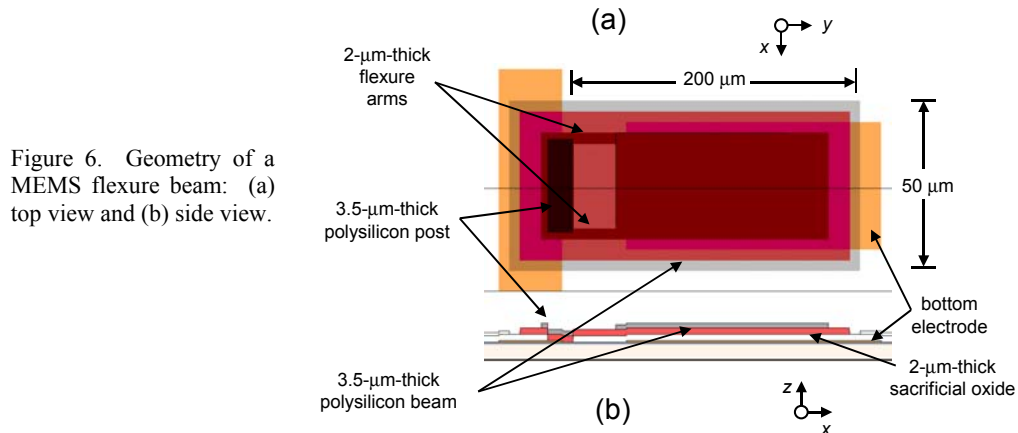 (a)
y
x
2-μm-thick
flexure
arms
200 μm
Figure 6. Geometry of a
MEMS flexure beam: (a)
top view and (b) side view.
50 μm
3.5-μm-thick
polysilicon post
bottom
electrode
3.5-μm-thick
polysilicon beam
2-μm-thick
sacrificial oxide
(b)
z
x